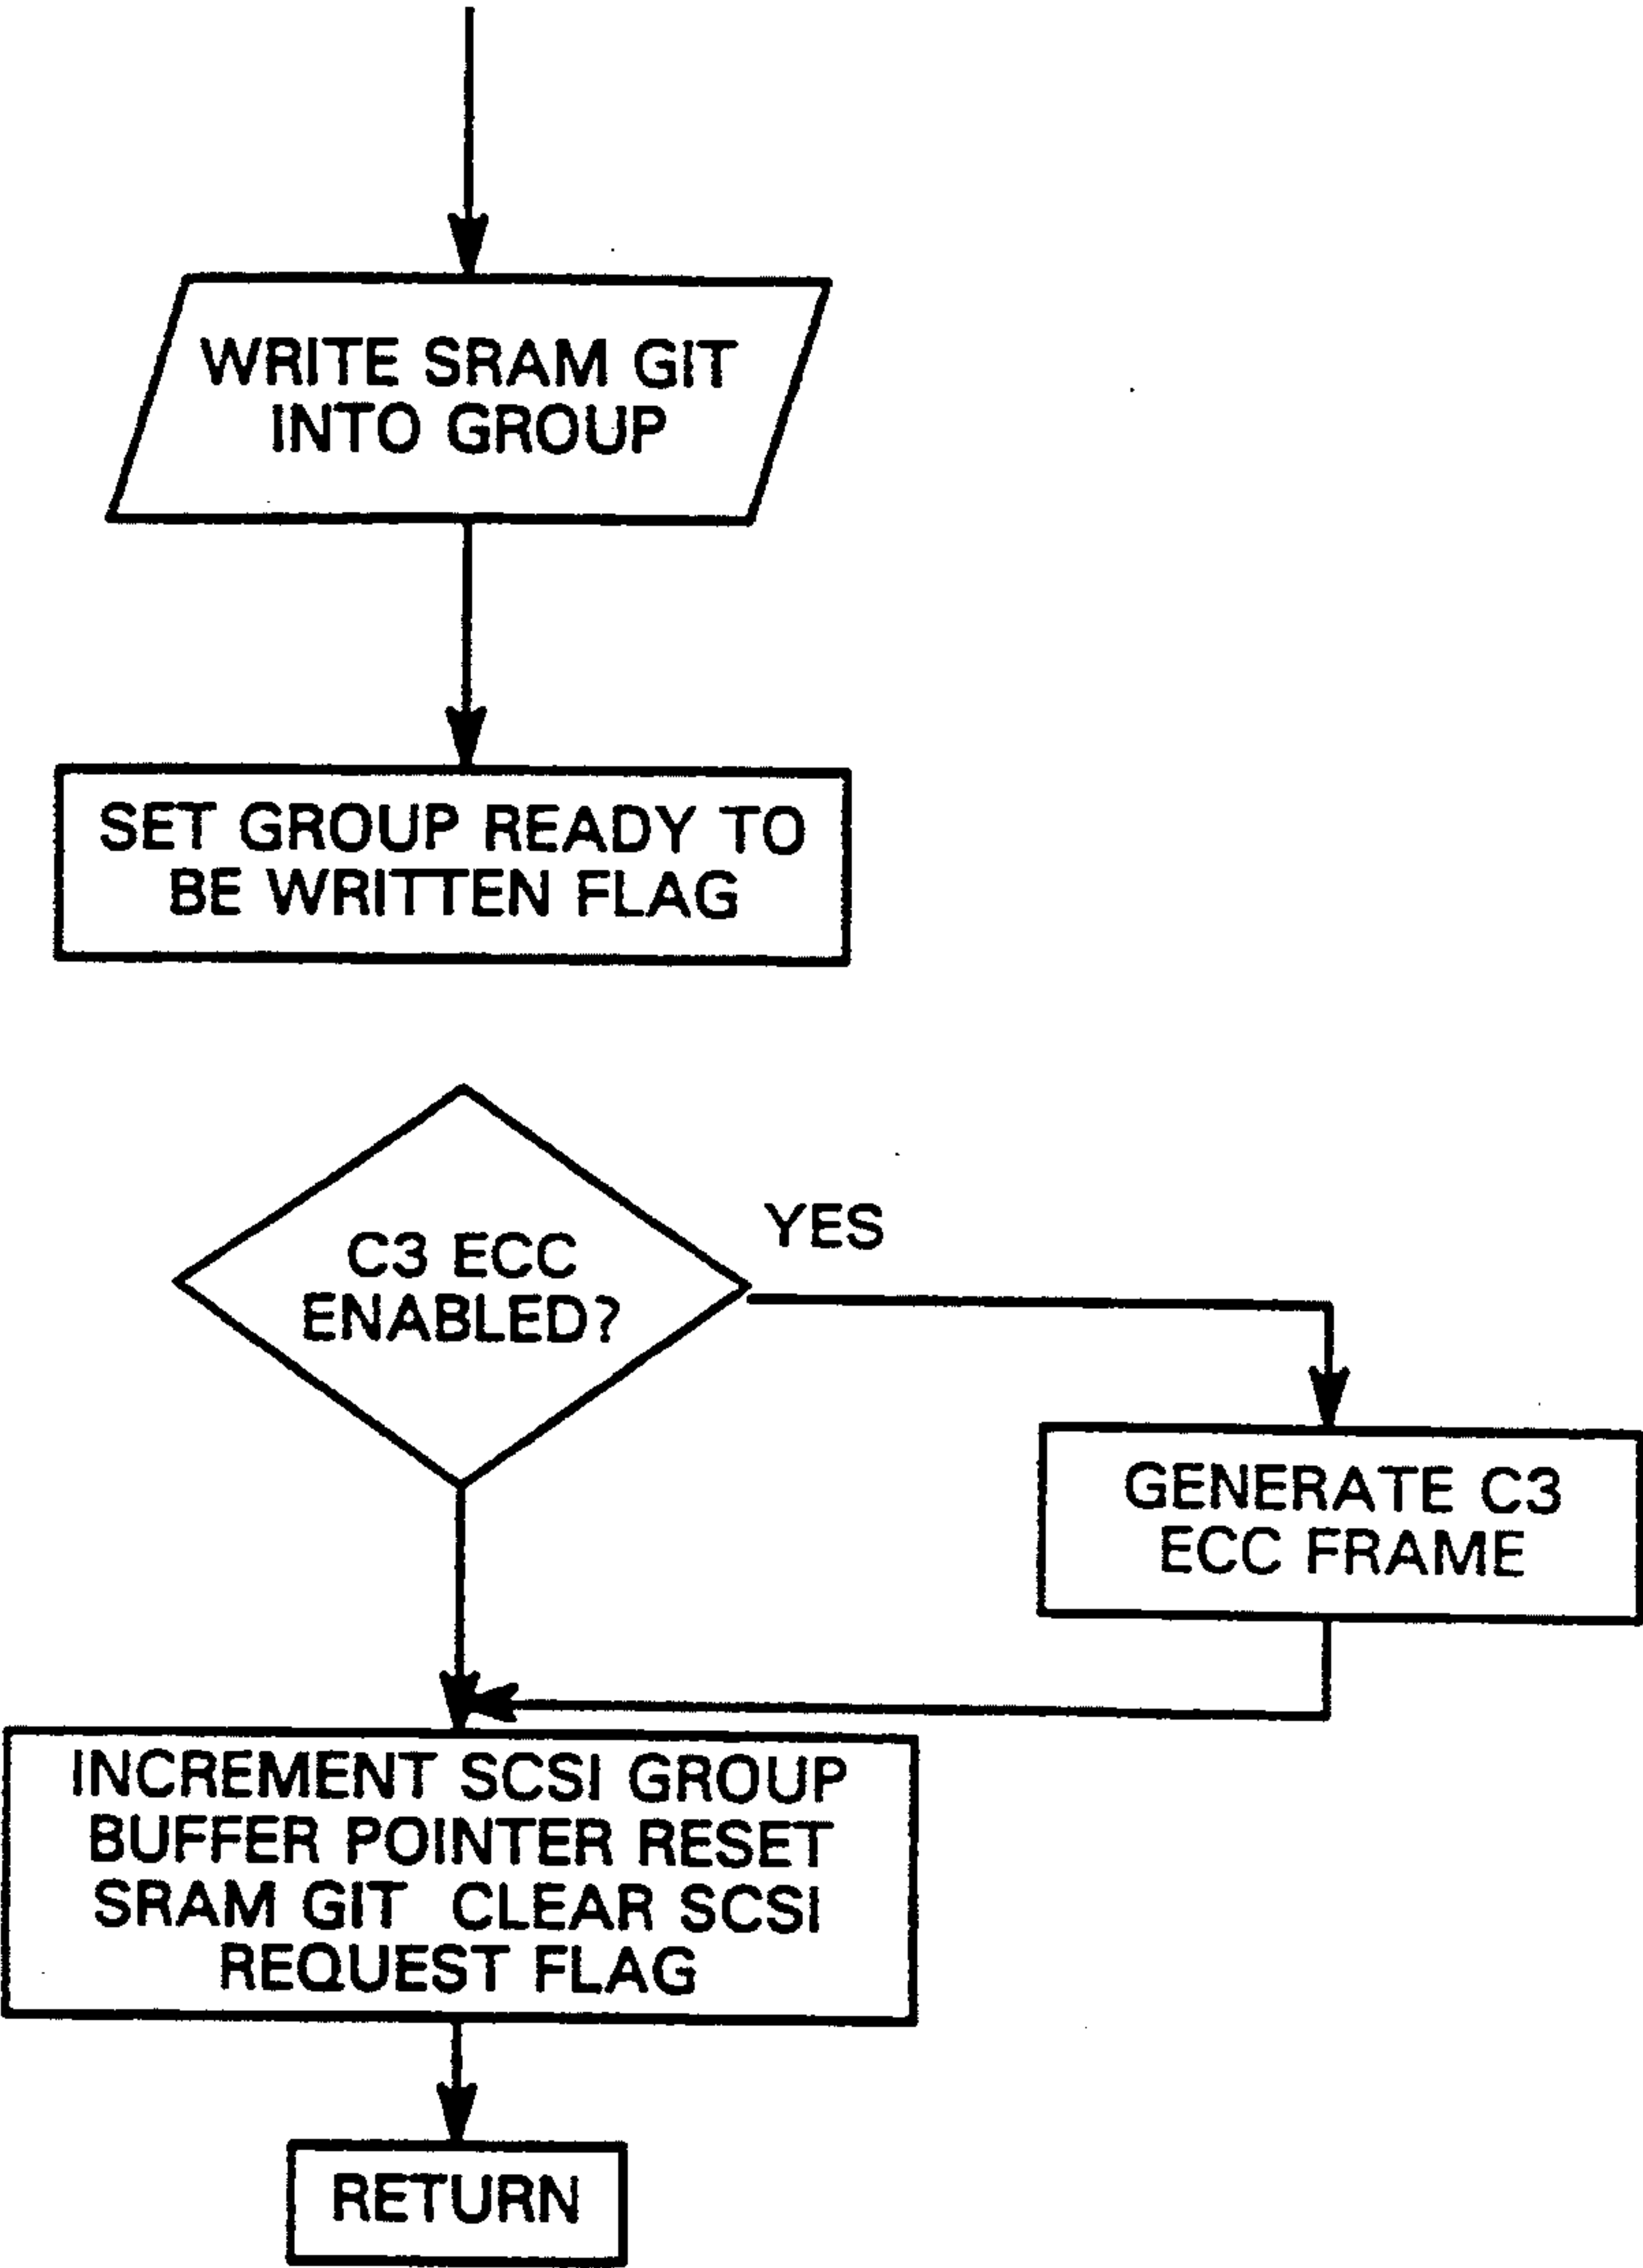 WRITE SRAM GIT
INTO GROUP
SET GROUP READY TO
BE WRITTEN FLAG
C3 ECC
ENABLED?
YES
GENERATE C3
ECC FRAME
INCREMENT SCSI GROUP
BUFFER POINTER RESET
SRAM GIT CLEAR SCSI
REQUEST FLAG
RETURN